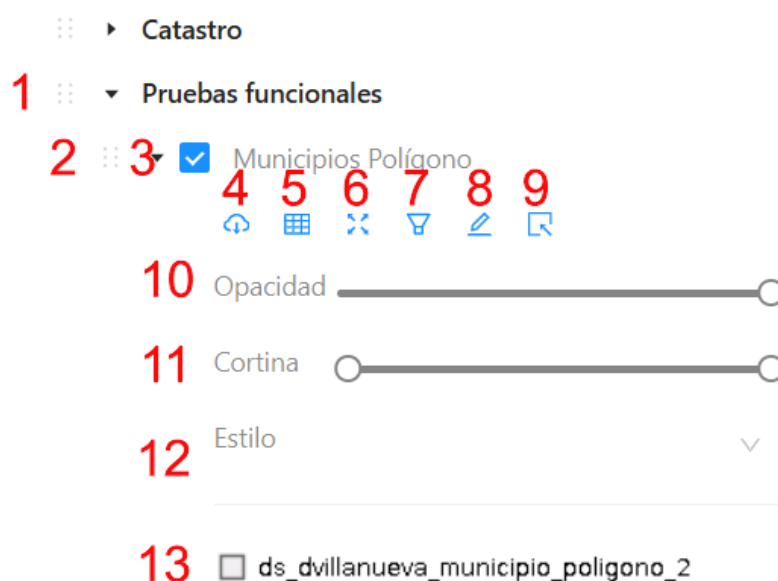 Catastro
1 Pruebas funcionales
2 3 Municipios Polígono
4 5 6 7 8 9
10 Opacidad
11 Cortina
12 Estilo
13 ds_dvillanueva_municipio_poligono_2